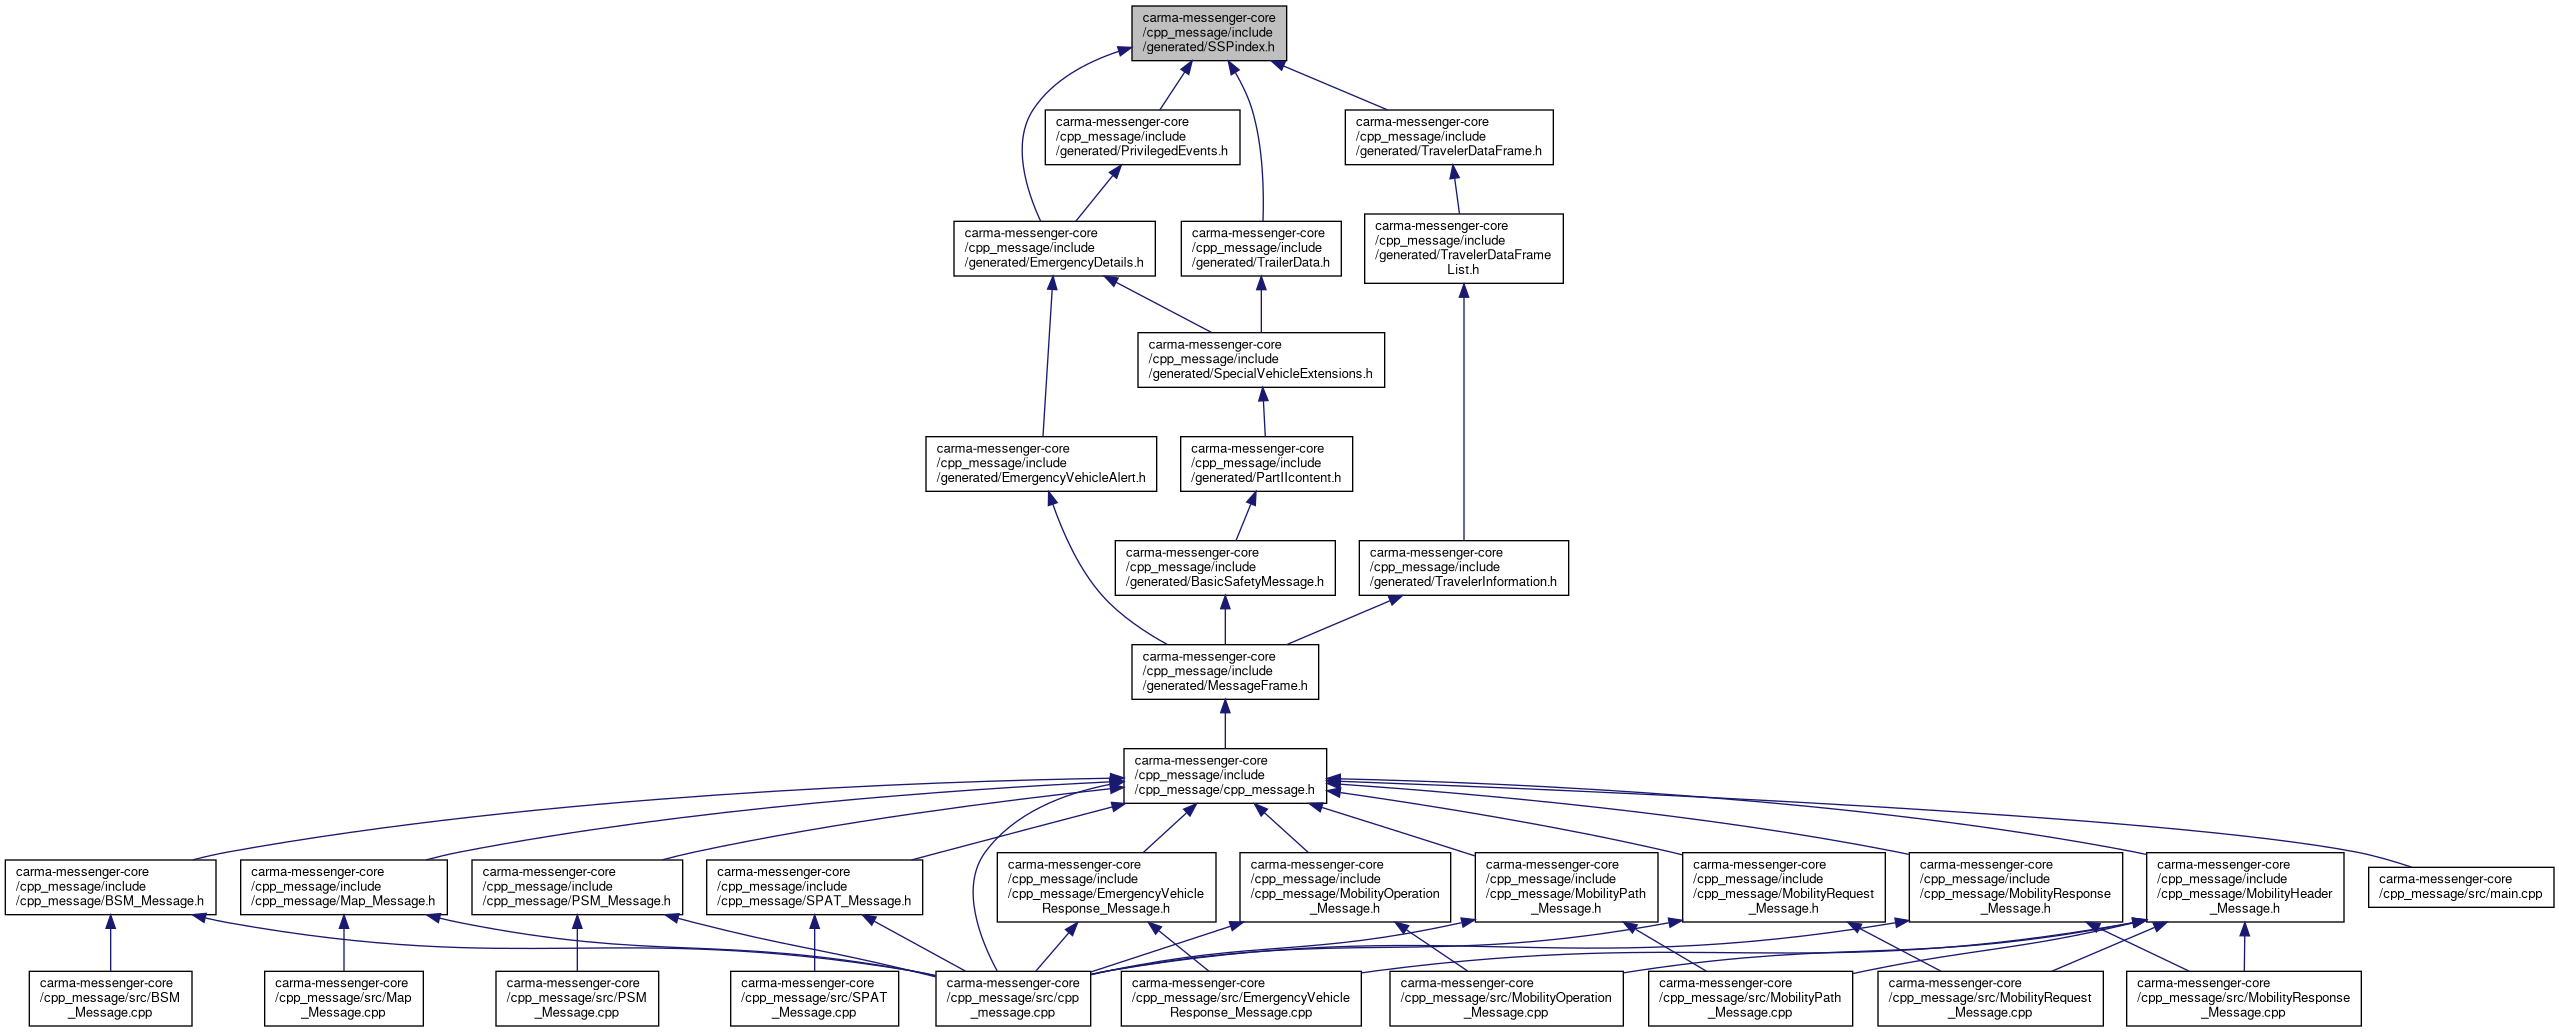 carma-messenger-core
/cpp_message/include
/generated/SSPindex.h
carma-messenger-core
/cpp_message/include
/generated/PrivilegedEvents.h
carma-messenger-core
/cpp_message/include
/generated/TravelerDataFrame.h
carma-messenger-core
/cpp_message/include
/generated/EmergencyDetails.h
carma-messenger-core
/cpp_message/include
/generated/TrailerData.h
carma-messenger-core
/cpp_message/include
/generated/TravelerDataFrame
List.h
carma-messenger-core
/cpp_message/include
/generated/SpecialVehicleExtensions.h
carma-messenger-core
/cpp_message/include
/generated/EmergencyVehicleAlert.h
carma-messenger-core
/cpp_message/include
/generated/PartIIcontent.h
carma-messenger-core
/cpp_message/include
/generated/BasicSafetyMessage.h
carma-messenger-core
/cpp_message/include
/generated/TravelerInformation.h
carma-messenger-core
/cpp_message/include
/generated/MessageFrame.h
carma-messenger-core
/cpp_message/include
/cpp_message/cpp_message.h
carma-messenger-core
/cpp_message/include
/cpp_message/BSM_Message.h
carma-messenger-core
/cpp_message/include
/cpp_message/Map_Message.h
carma-messenger-core
/cpp_message/include
/cpp_message/PSM_Message.h
carma-messenger-core
/cpp_message/include
/cpp_message/SPAT_Message.h
carma-messenger-core
/cpp_message/include
/cpp_message/EmergencyVehicle
Response_Message.h
carma-messenger-core
/cpp_message/include
/cpp_message/MobilityOperation
_Message.h
carma-messenger-core
/cpp_message/include
/cpp_message/MobilityPath
_Message.h
carma-messenger-core
/cpp_message/include
/cpp_message/MobilityRequest
_Message.h
carma-messenger-core
/cpp_message/include
/cpp_message/MobilityResponse
_Message.h
carma-messenger-core
/cpp_message/include
/cpp_message/MobilityHeader
_Message.h
carma-messenger-core
/cpp_message/src/main.cpp
carma-messenger-core
/cpp_message/src/BSM
_Message.cpp
carma-messenger-core
/cpp_message/src/Map
_Message.cpp
carma-messenger-core
/cpp_message/src/PSM
_Message.cpp
carma-messenger-core
/cpp_message/src/SPAT
_Message.cpp
carma-messenger-core
/cpp_message/src/cpp
_message.cpp
carma-messenger-core
/cpp_message/src/EmergencyVehicle
Response_Message.cpp
carma-messenger-core
/cpp_message/src/MobilityOperation
_Message.cpp
carma-messenger-core
/cpp_message/src/MobilityPath
_Message.cpp
carma-messenger-core
/cpp_message/src/MobilityRequest
_Message.cpp
carma-messenger-core
/cpp_message/src/MobilityResponse
_Message.cpp